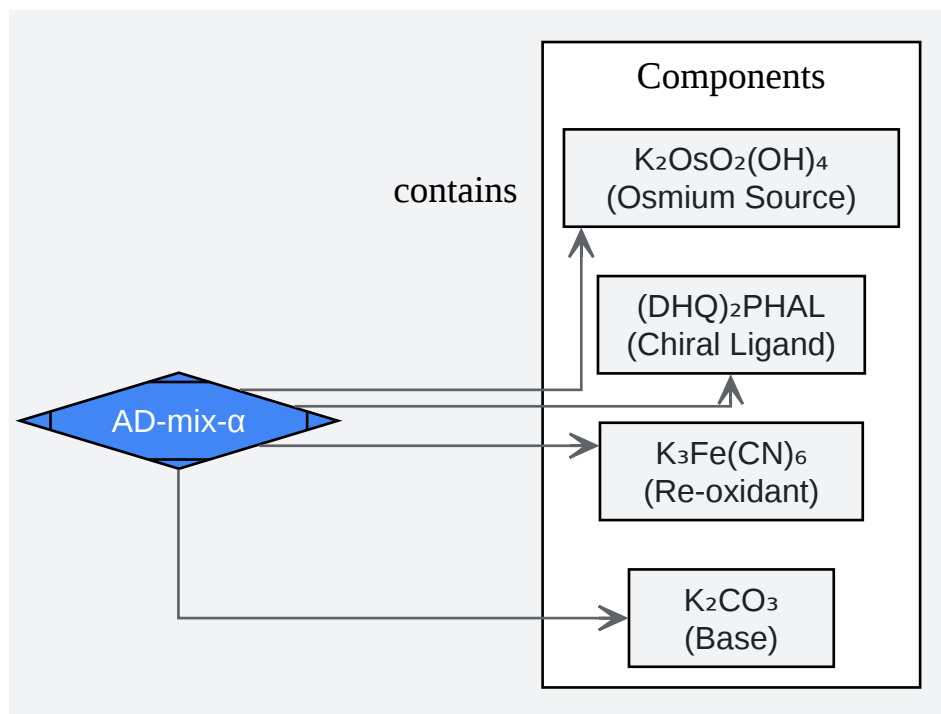 Components
K₂OsO₂(OH)₄
(Osmium Source)
contains
(DHQ)₂PHAL
(Chiral Ligand)
AD-mix-α
K₃Fe(CN)₆
(Re-oxidant)
K₂CO₃
(Base)